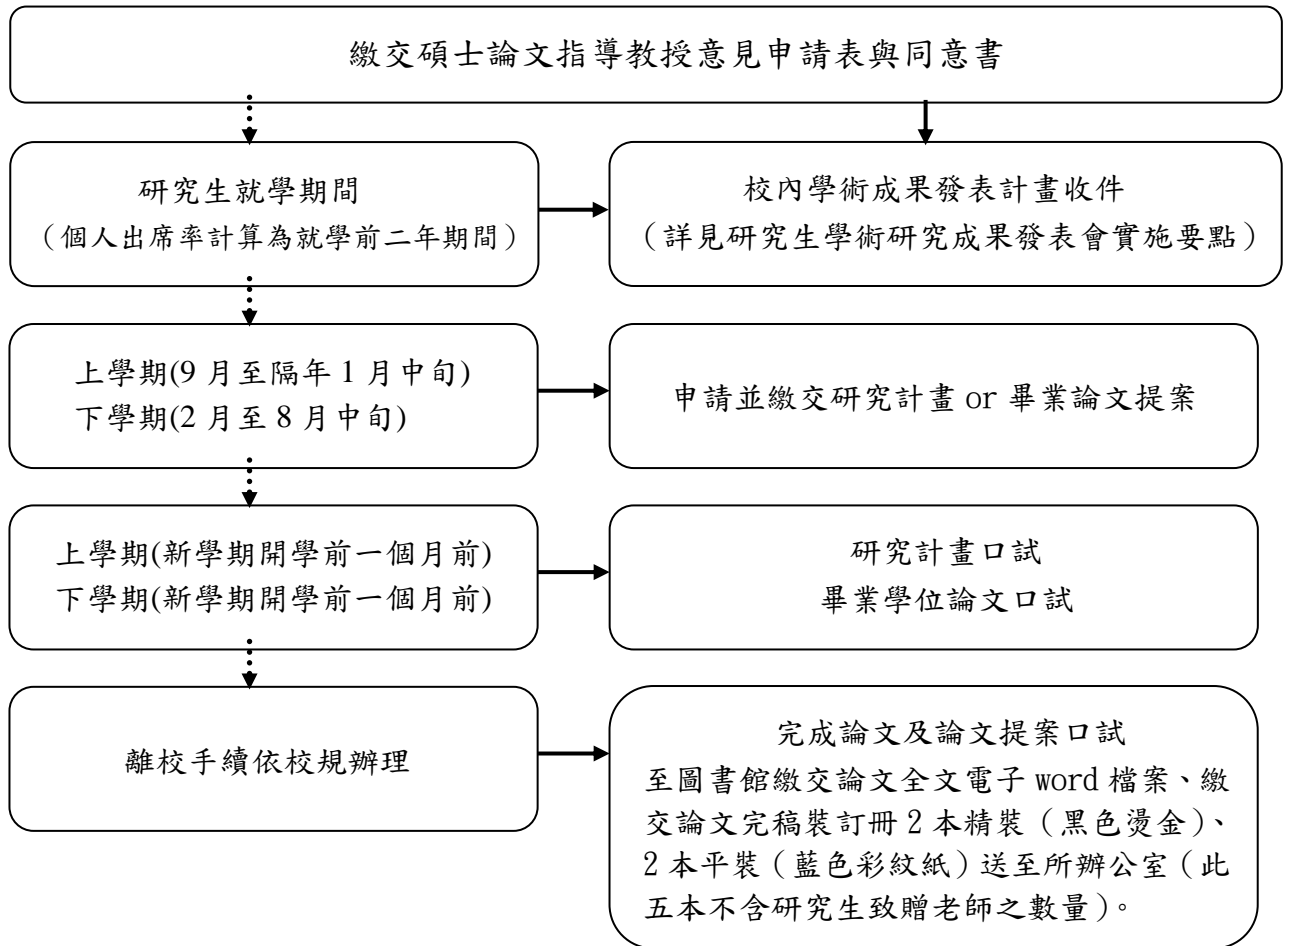 繳交碩士論文指導教授意見申請表與同意書
研究生就學期間
（個人出席率計算為就學前二年期間）
校內學術成果發表計畫收件
（詳見研究生學術研究成果發表會實施要點）
上學期(9 月至隔年 1 月中旬)
下學期(2 月至 8 月中旬)
申請並繳交研究計畫 or 畢業論文提案
上學期(新學期開學前一個月前)
下學期(新學期開學前一個月前)
研究計畫口試
畢業學位論文口試
離校手續依校規辦理
完成論文及論文提案口試
至圖書館繳交論文全文電子 word 檔案、繳
交論文完稿裝訂冊 2 本精裝（黑色燙金）、
2 本平裝（藍色彩紋紙）送至所辦公室（此
五本不含研究生致贈老師之數量）。